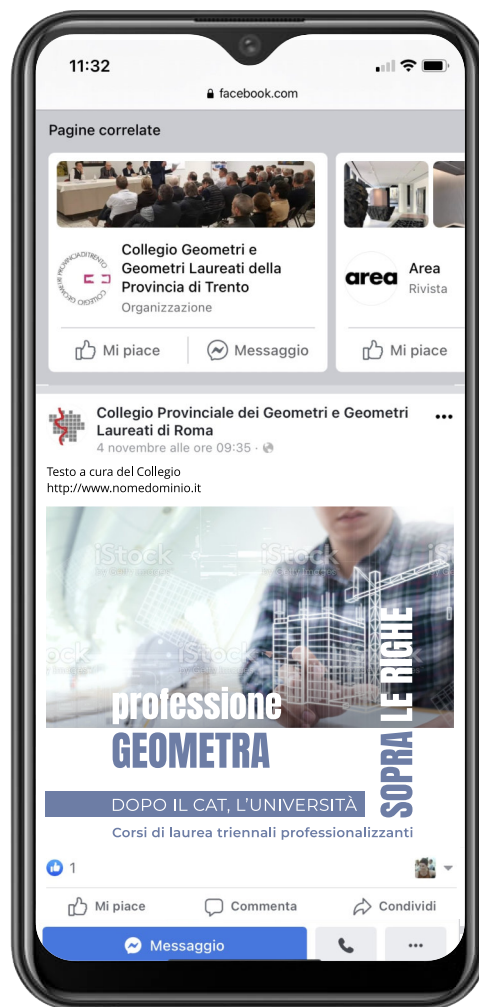 11:32
facebook.com
Pagine correlate
Collegio Geometri e
Geometri Laureati della
Provincia di Trento
Organizzazione
Mi piace
Messaggio
area
Area
Rivista
Mi piace
Collegio Provinciale dei Geometri e Geometri
Laureati di Roma
4 novembre alle ore 09:35 ·
Testo a cura del Collegio
http://www.nomedominio.it
iStock
iStock
iStock
professione
GEOMETRA
SOPRA LE RIGHE
DOPO IL CAT, L'UNIVERSITÀ
Corsi di laurea triennali professionalizzanti
1
Mi piace
Commenta
Condividi
Messaggio